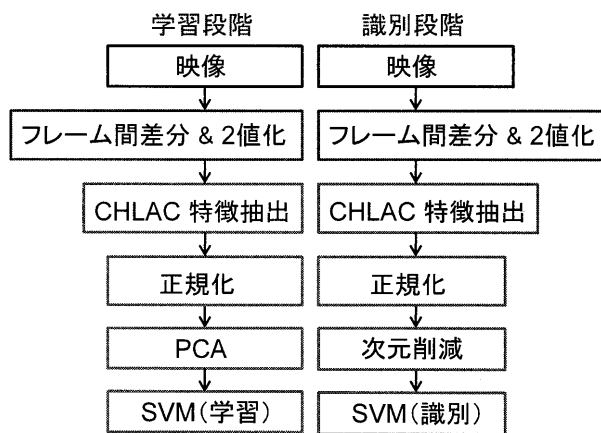 学習段階
映像
フレーム間差分 & 2値化
CHLAC 特徴抽出
正規化
PCA
SVM(学習)
識別段階
映像
フレーム間差分 & 2値化
CHLAC 特徴抽出
正規化
次元削減
SVM(識別)